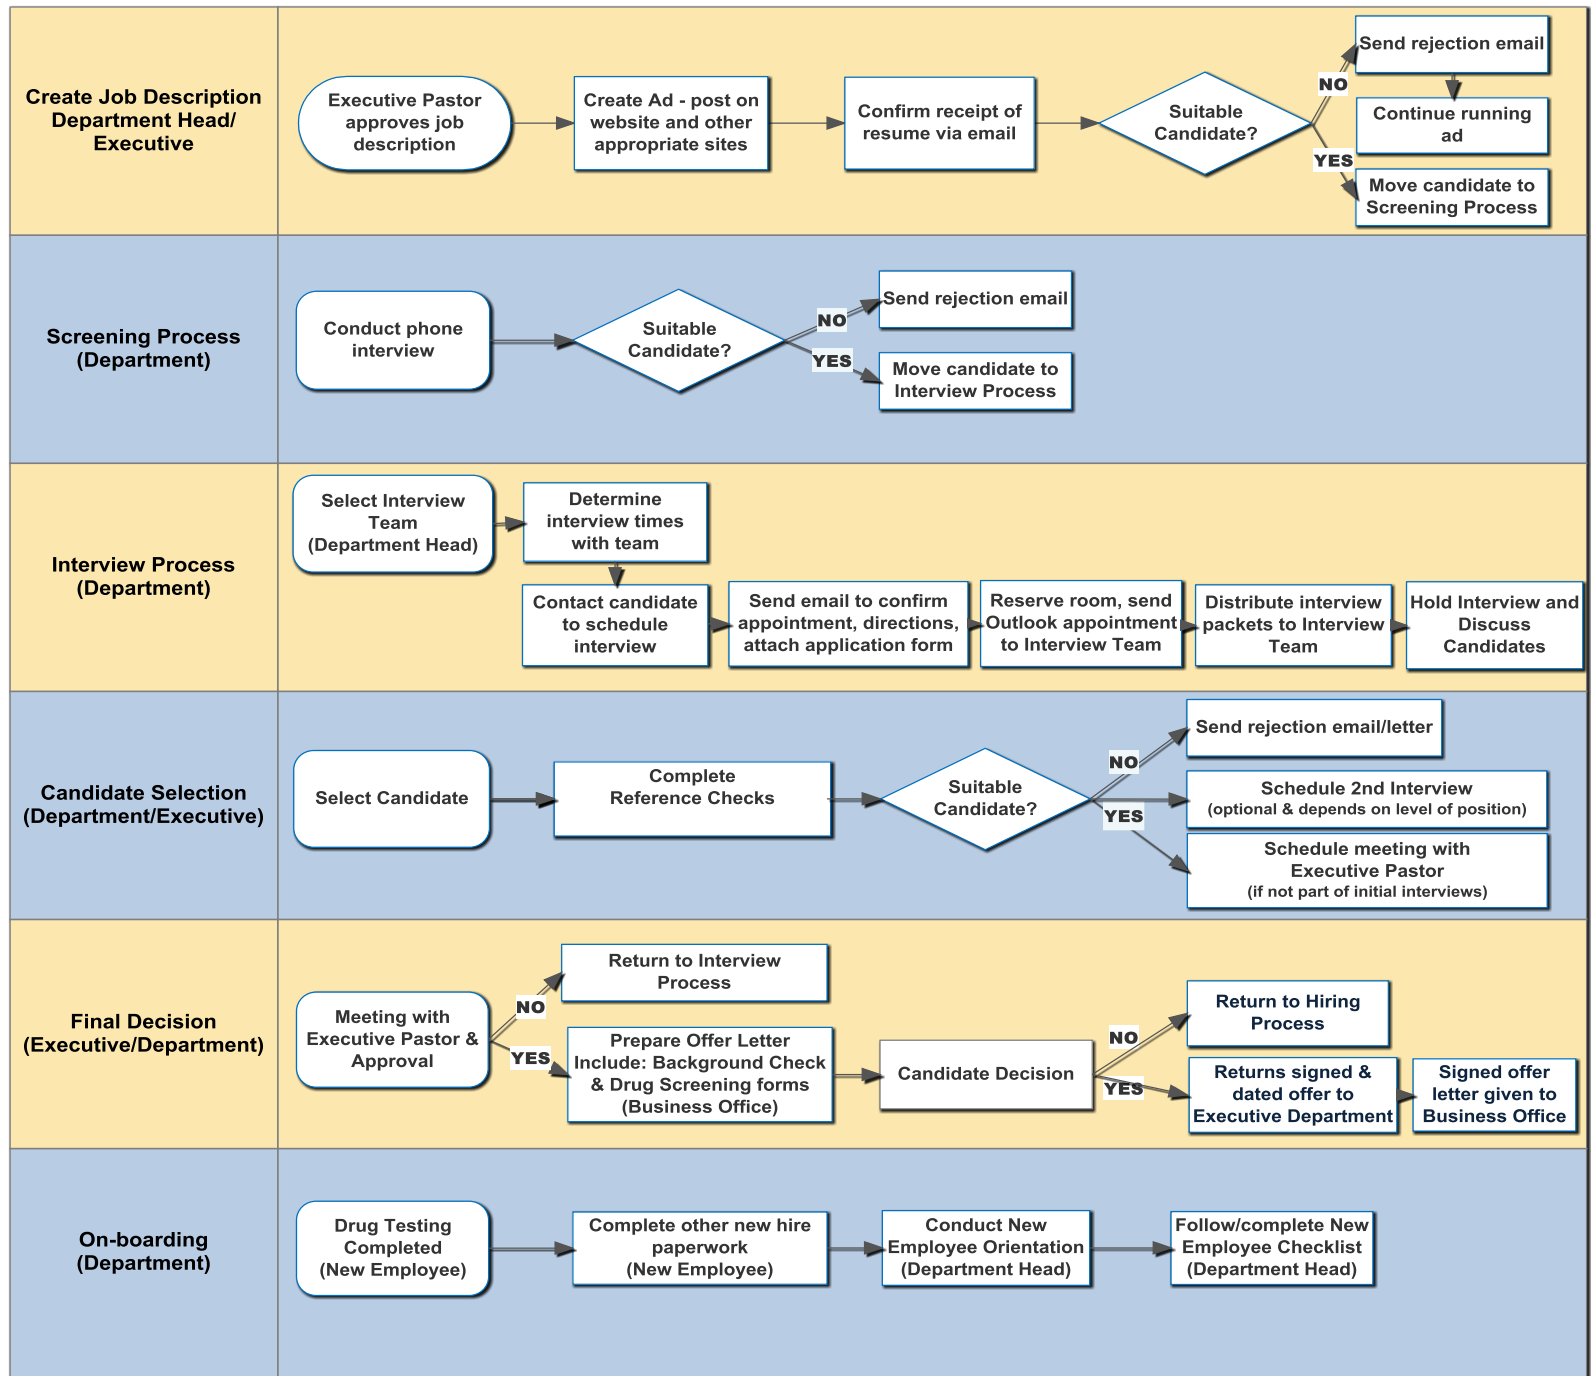 Create Job Description
Department Head/
Executive
Executive Pastor
approves job
description
Create Ad - post on
website and other
appropriate sites
Confirm receipt of
resume via email
Suitable
Candidate?
NO
Send rejection email
Continue running
ad
YES
Move candidate to
Screening Process
Screening Process
(Department)
Conduct phone
interview
Suitable
Candidate?
NO
Send rejection email
YES
Move candidate to
Interview Process
Interview Process
(Department)
Select Interview
Team
(Department Head)
Determine
interview times
with team
Contact candidate
to schedule
interview
Send email to confirm
appointment, directions,
attach application form
Reserve room, send
Outlook appointment
to Interview Team
Distribute interview
packets to Interview
Team
Hold Interview and
Discuss
Candidates
Candidate Selection
(Department/Executive)
Select Candidate
Complete
Reference Checks
Suitable
Candidate?
NO
Send rejection email/letter
YES
Schedule 2nd Interview
(optional & depends on level of position)
Schedule meeting with
Executive Pastor
(if not part of initial interviews)
Final Decision
(Executive/Department)
Meeting with
Executive Pastor &
Approval
NO
Return to Interview
Process
YES
Prepare Offer Letter
Include: Background Check
& Drug Screening forms
(Business Office)
Candidate Decision
NO
Return to Hiring
Process
YES
Returns signed &
dated offer to
Executive Department
Signed offer
letter given to
Business Office
On-boarding
(Department)
Drug Testing
Completed
(New Employee)
Complete other new hire
paperwork
(New Employee)
Conduct New
Employee Orientation
(Department Head)
Follow/complete New
Employee Checklist
(Department Head)